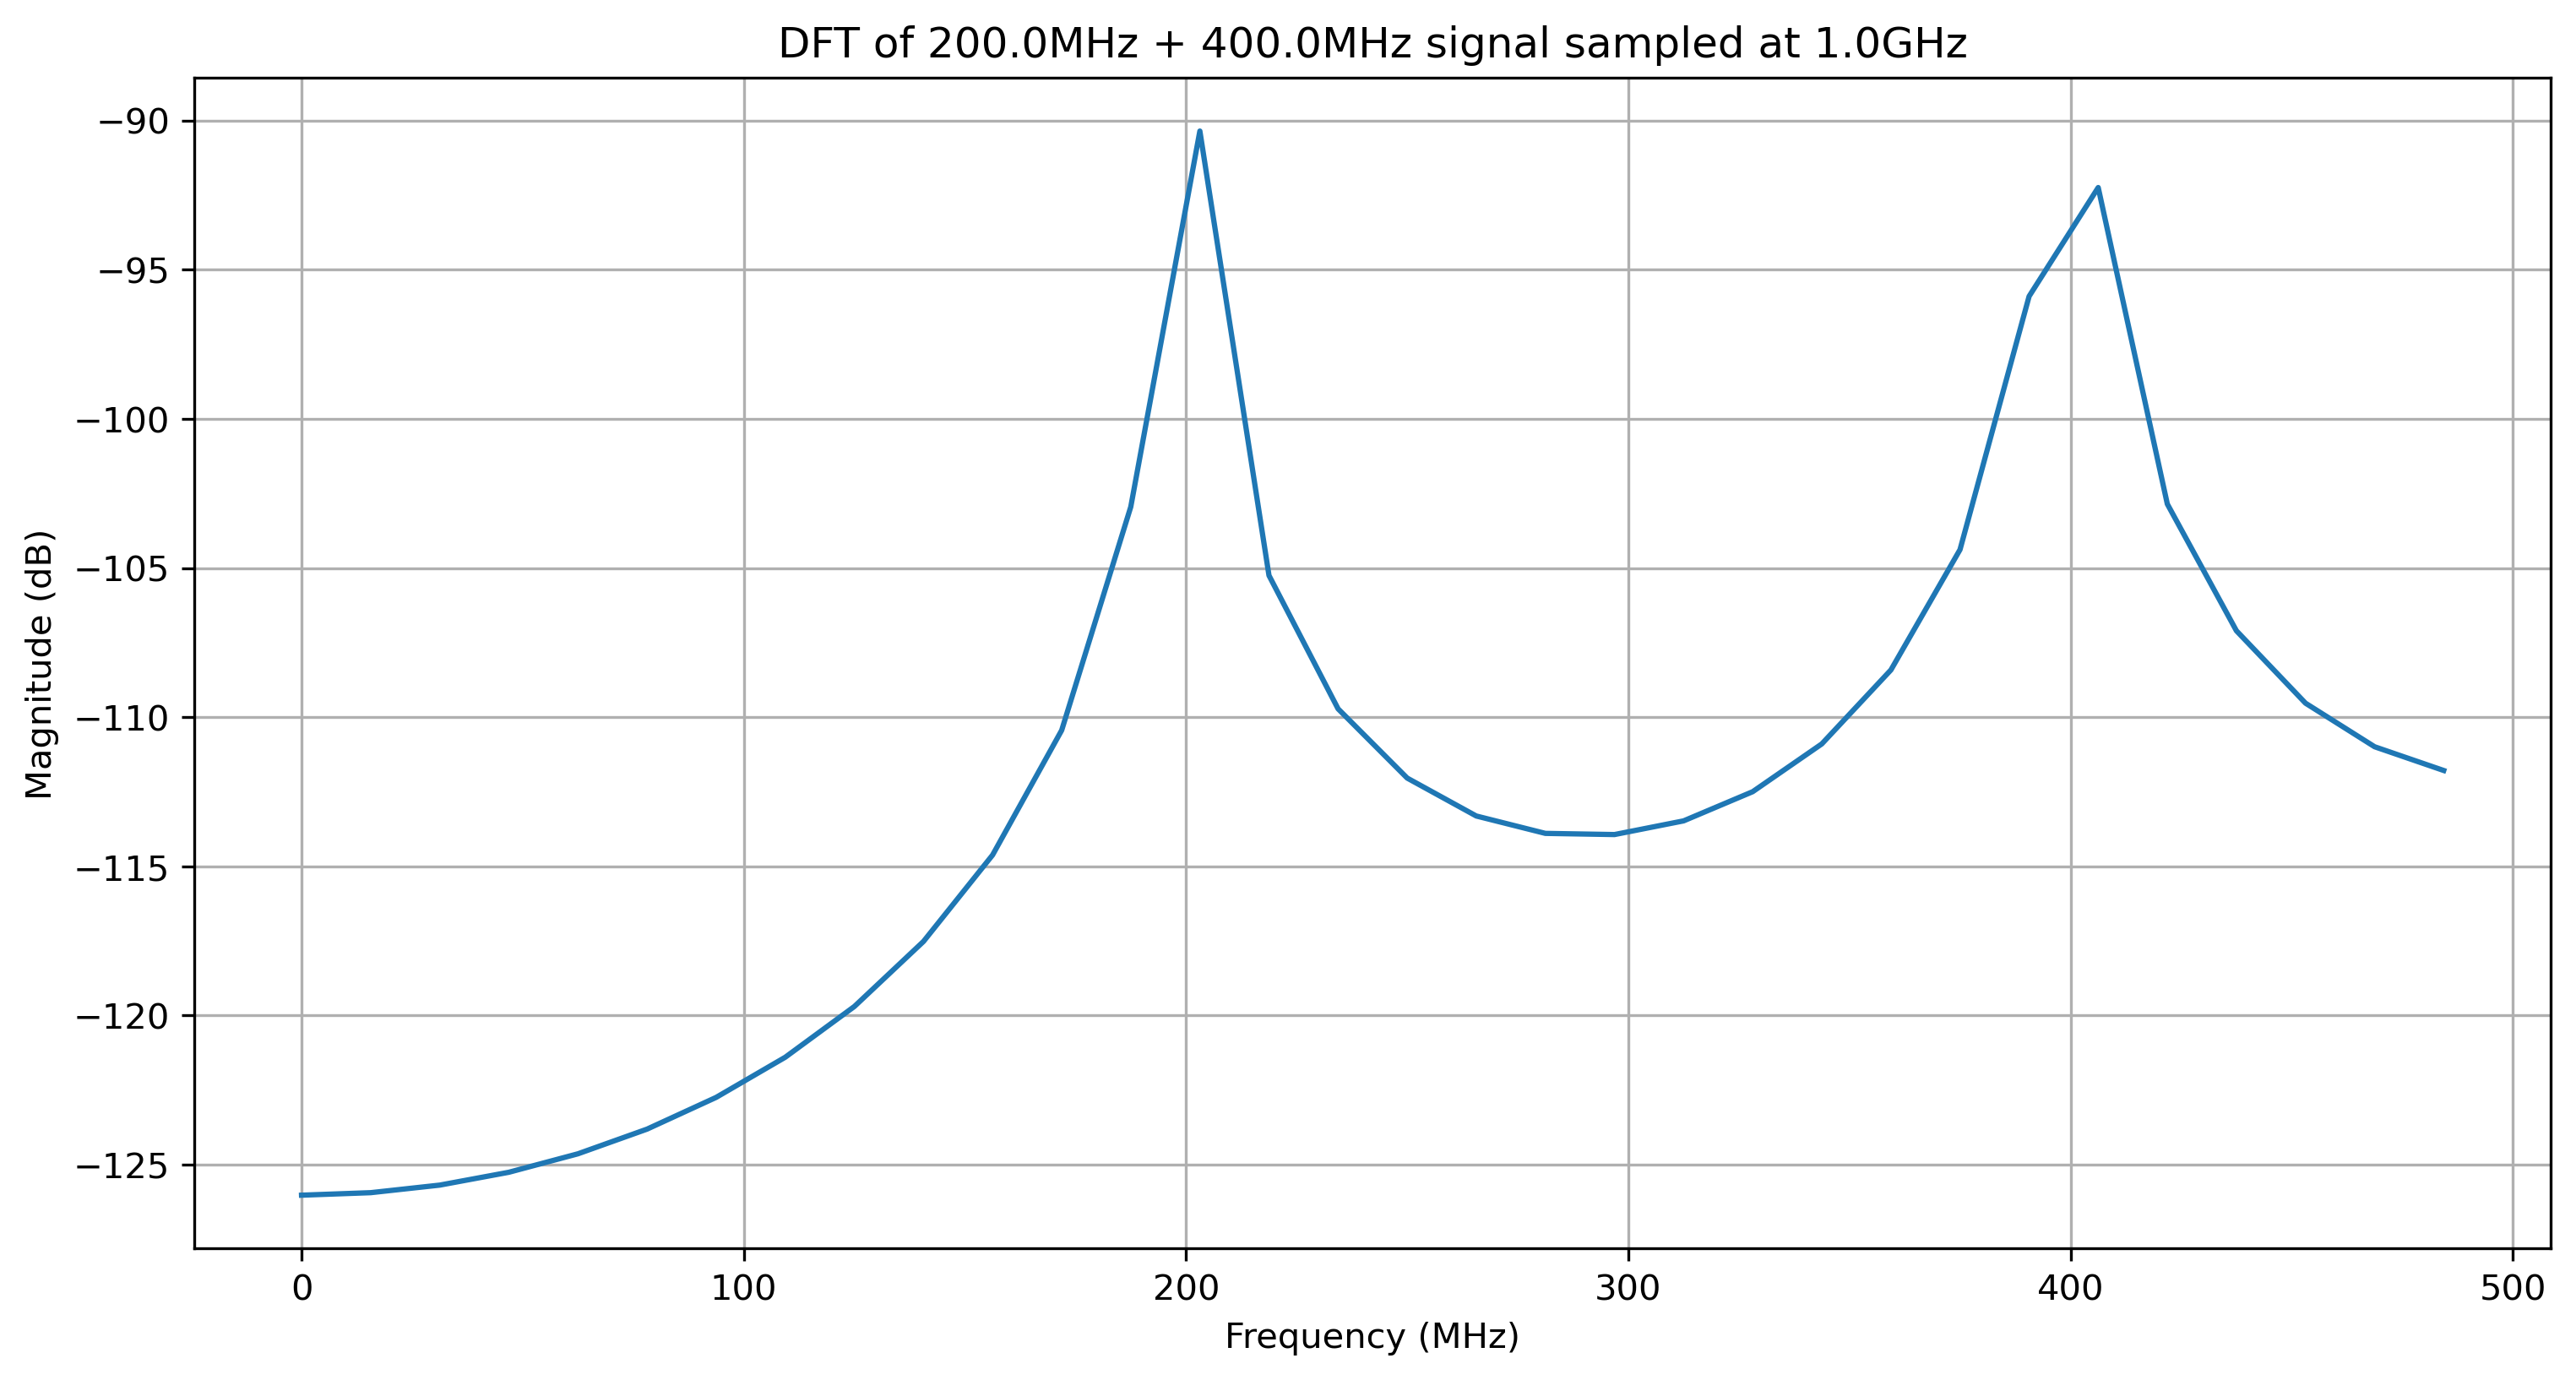 DFT of 200.0MHz + 400.0MHz signal sampled at 1.0GHz
Magnitude (dB)
−90
−95
−100
−105
−110
−115
−120
−125
0 100 200 300 400 500
Frequency (MHz)